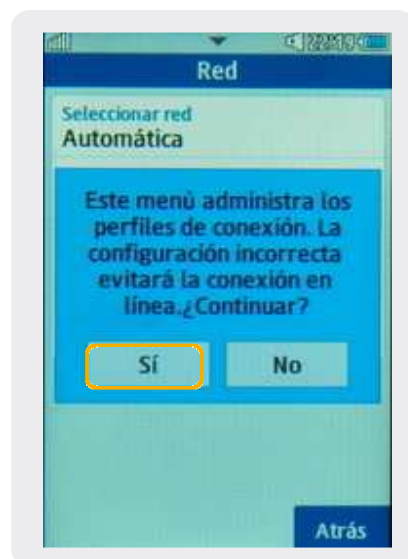 Red
Seleccionar red
Automática
Este menú administra los
perfiles de conexión. La
configuración incorrecta
evitará la conexión en
línea.¿Continuar?
Sí
No
Atrás